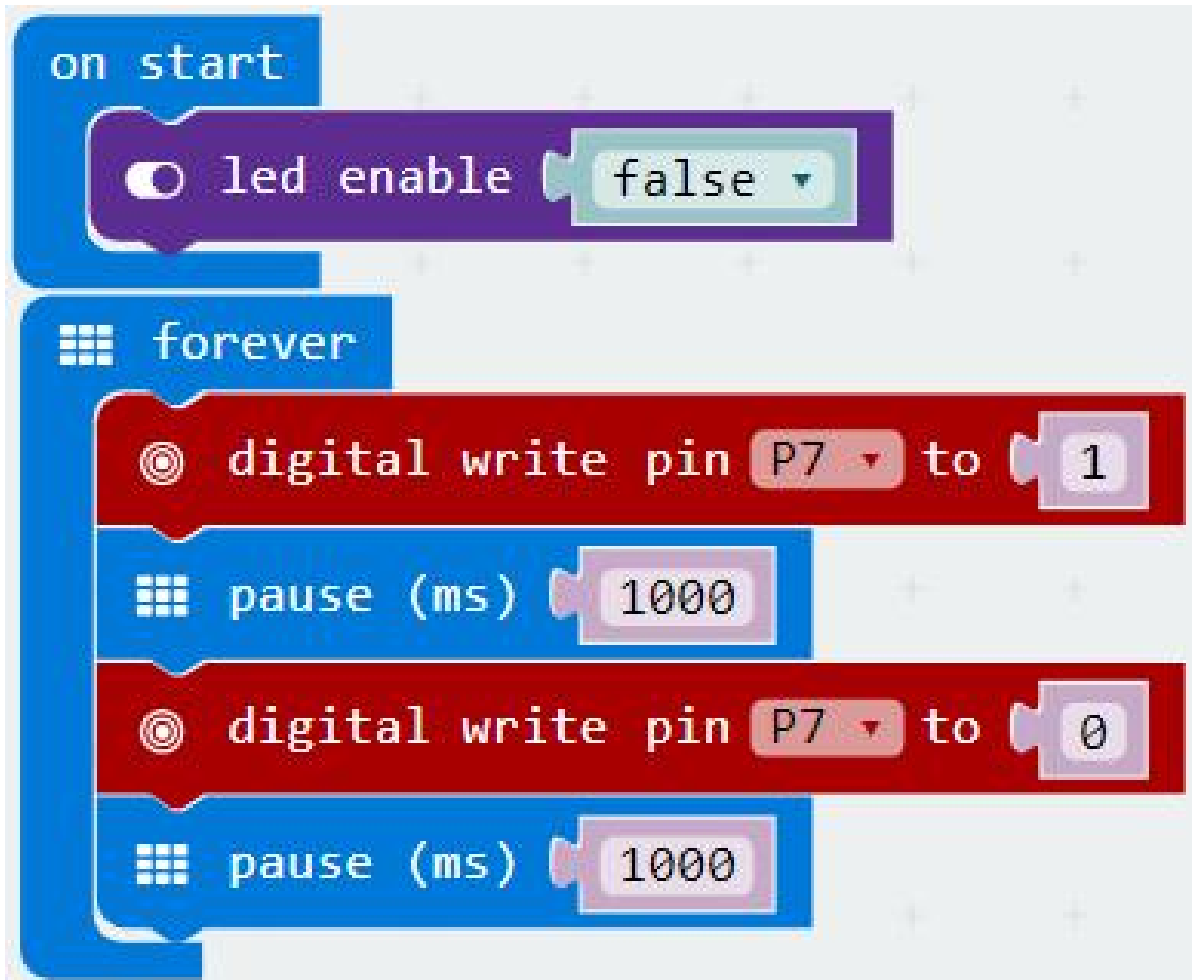 on start
led enable false
forever
digital write pin P7 to 1
pause (ms) 1000
digital write pin P7 to 0
pause (ms) 1000